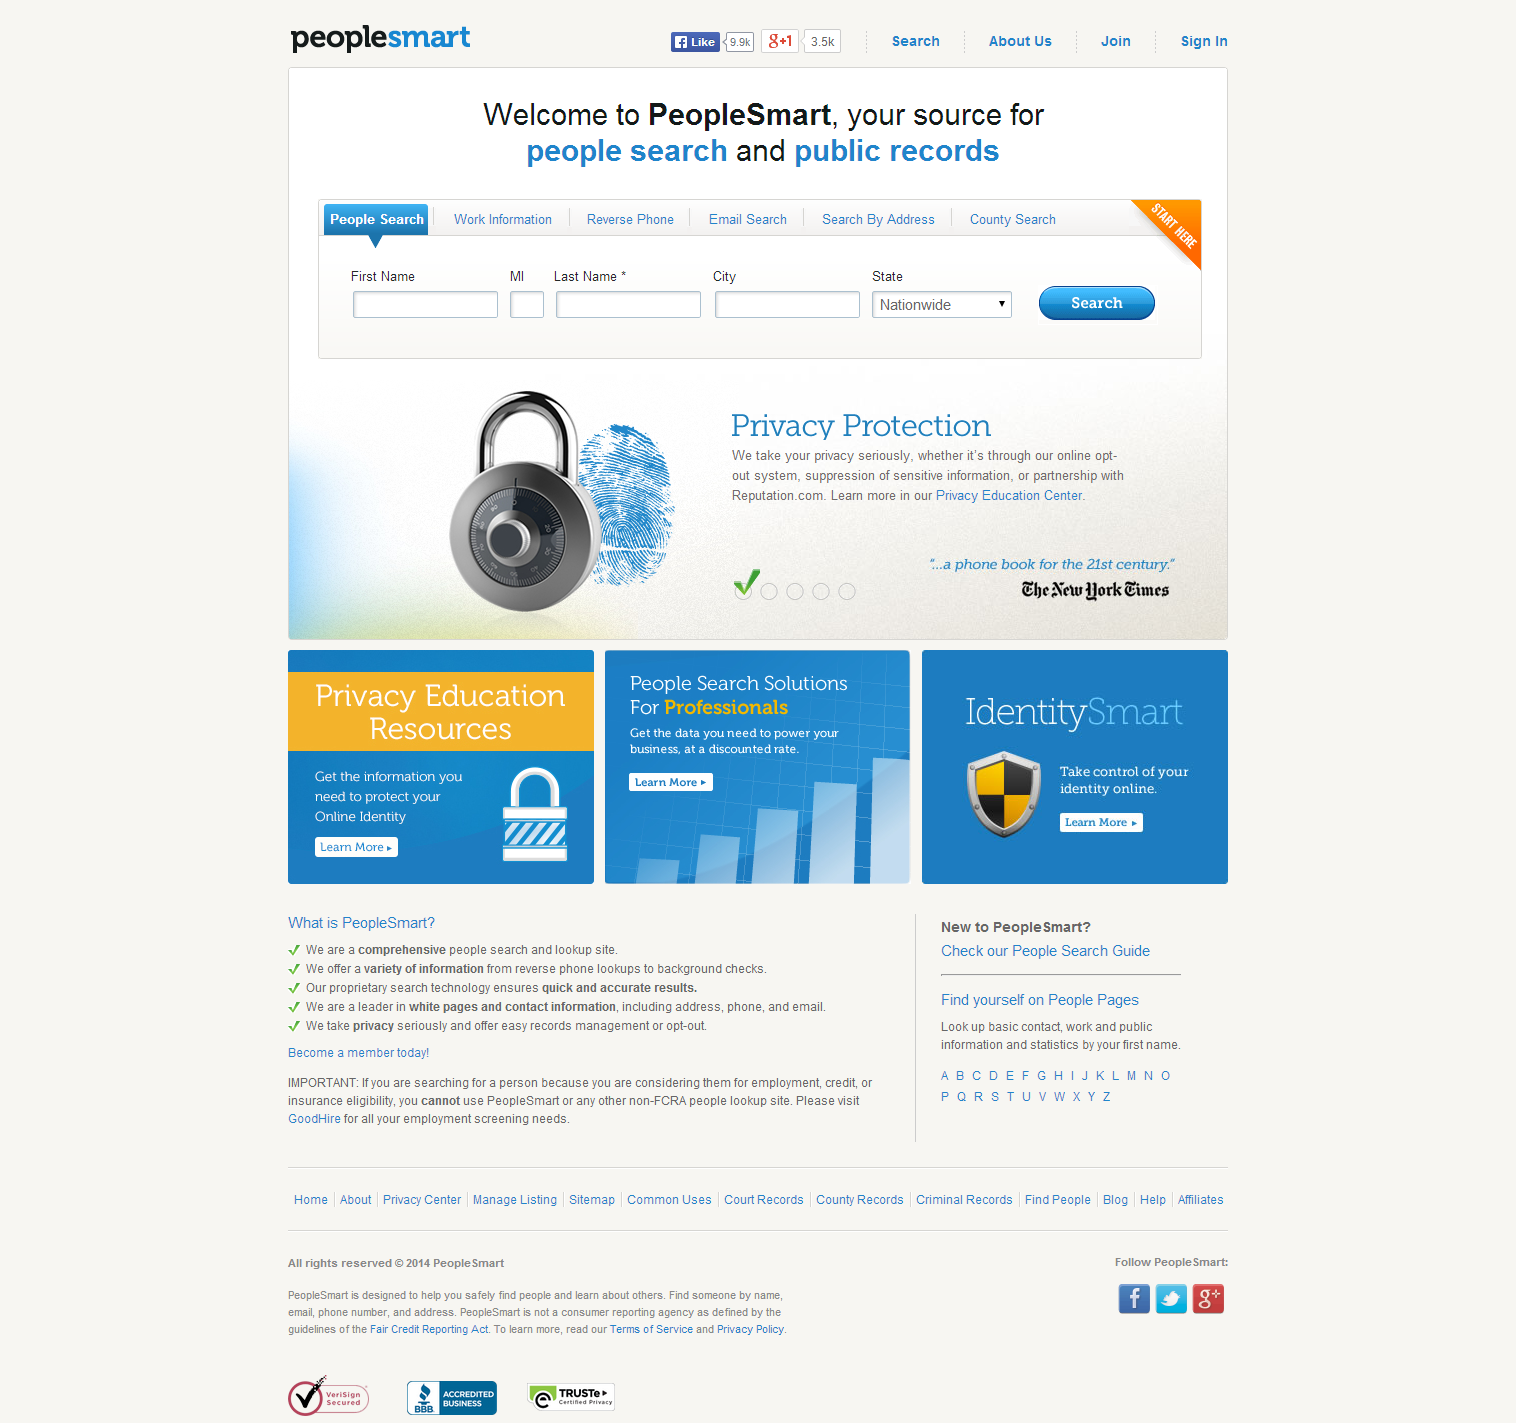 peoplesmart
Like 9.9k g+1 3.5k Search About Us Join Sign In
Welcome to PeopleSmart, your source for
people search and public records
People Search Work Information Reverse Phone Email Search Search By Address County Search
START HERE
First Name MI Last Name * City State
Nationwide Search
Privacy Protection
We take your privacy seriously, whether it's through our online opt-
out system, suppression of sensitive information, or partnership with
Reputation.com. Learn more in our Privacy Education Center.
"...a phone book for the 21st century."
The New York Times
Privacy Education
Resources
Get the information you
need to protect your
Online Identity
Learn More
People Search Solutions
For Professionals
Get the data you need to power your
business, at a discounted rate.
Learn More
IdentitySmart
Take control of your
identity online.
Learn More
What is PeopleSmart?
We are a comprehensive people search and lookup site.
We offer a variety of information from reverse phone lookups to background checks.
Our proprietary search technology ensures quick and accurate results.
We are a leader in white pages and contact information, including address, phone, and email.
We take privacy seriously and offer easy records management or opt-out.
Become a member today!
IMPORTANT: If you are searching for a person because you are considering them for employment, credit, or
insurance eligibility, you cannot use PeopleSmart or any other non-FCRA people lookup site. Please visit
GoodHire for all your employment screening needs.
New to PeopleSmart?
Check our People Search Guide
Find yourself on People Pages
Look up basic contact, work and public
information and statistics by your first name.
A B C D E F G H I J K L M N O
P Q R S T U V W X Y Z
Home About Privacy Center Manage Listing Sitemap Common Uses Court Records County Records Criminal Records Find People Blog Help Affiliates
All rights reserved © 2014 PeopleSmart
Follow PeopleSmart:
PeopleSmart is designed to help you safely find people and learn about others. Find someone by name,
email, phone number, and address. PeopleSmart is not a consumer reporting agency as defined by the
guidelines of the Fair Credit Reporting Act. To learn more, read our Terms of Service and Privacy Policy.
f g+
VeriSign
Secured
BBB
ACCREDITED
BUSINESS
TRUSTe
Certified Privacy